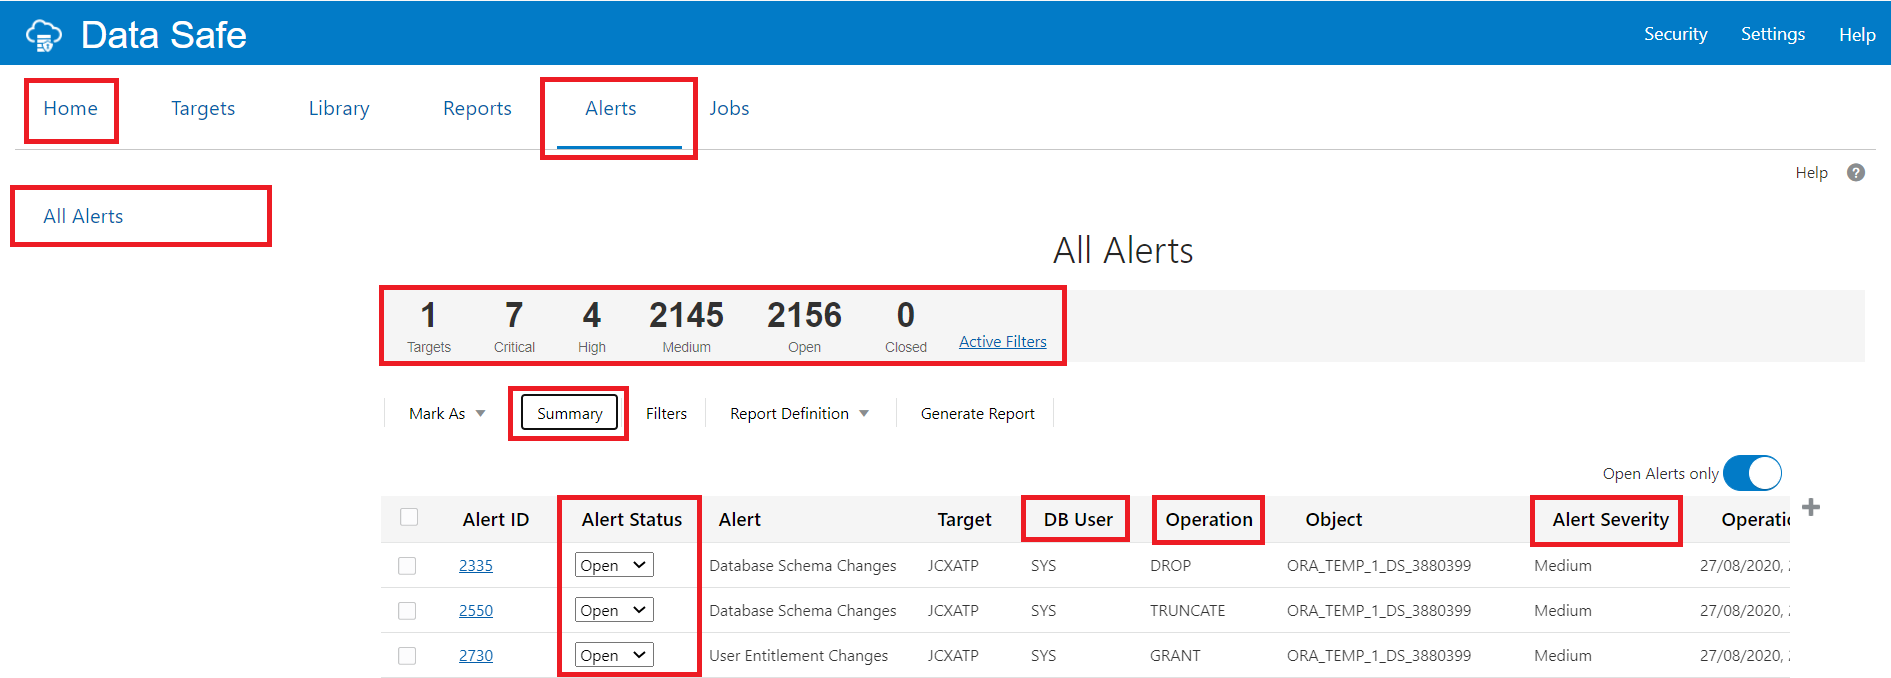 Data Safe Security Settings Help
Home Targets Library Reports Alerts Jobs
Help ?
All Alerts
All Alerts
1 7 4 2145 2156 0
Targets Critical High Medium Open Closed Active Filters
Mark As Summary Filters Report Definition Generate Report
Open Alerts only
Alert ID Alert Status Alert Target DB User Operation Object Alert Severity Operatic
2335 Open Database Schema Changes JCXATP SYS DROP ORA_TEMP_1_DS_3880399 Medium 27/08/2020,
2550 Open Database Schema Changes JCXATP SYS TRUNCATE ORA_TEMP_1_DS_3880399 Medium 27/08/2020,
2730 Open User Entitlement Changes JCXATP SYS GRANT ORA_TEMP_1_DS_3880399 Medium 27/08/2020,